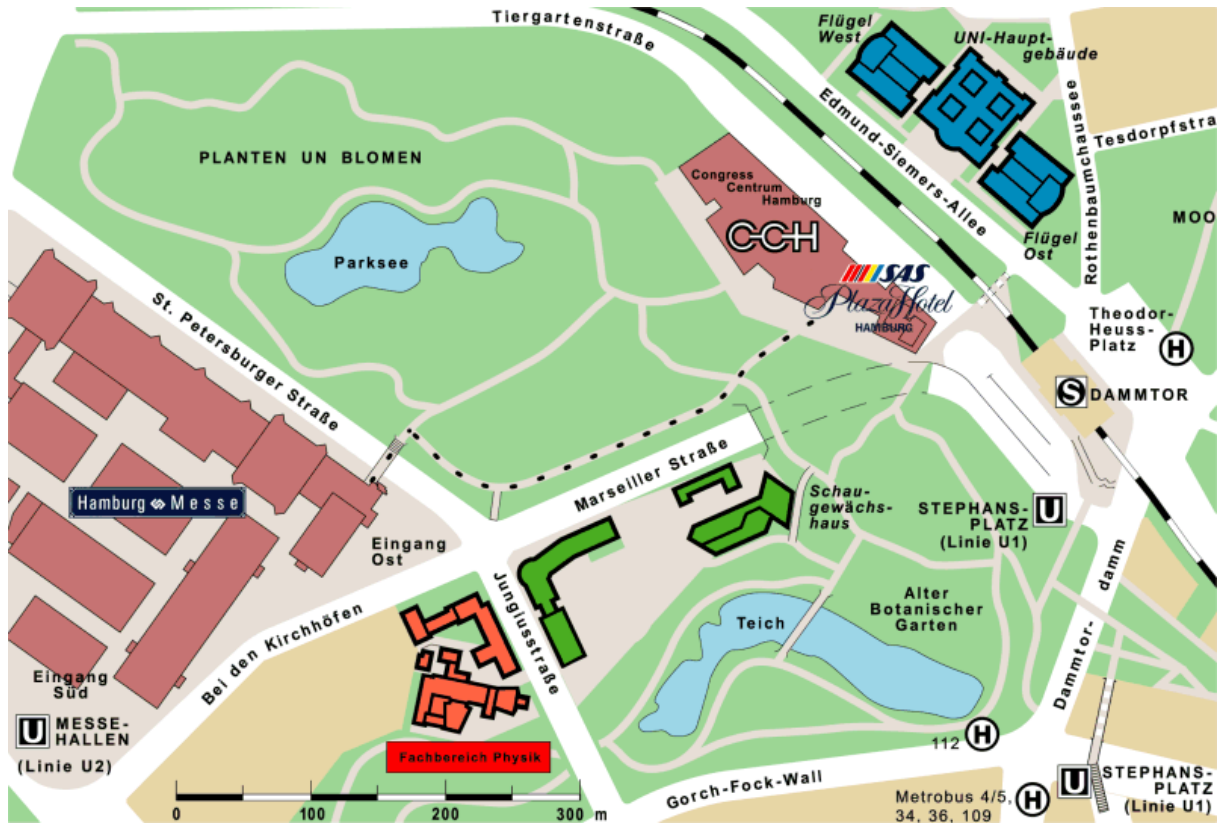 Tiergartenstraße
Flügel
West
UNI-Haupt-
gebäude
Edmund-Siemers-Allee
Rothenbaumchaussee
Tesdorpfstra
PLANTEN UN BLOMEN
Congress
Centrum
Hamburg
CCH
MOO
Flügel
Ost
Parksee
SAS
Plaza Hotel
HAMBURG
St. Petersburger Straße
Theodor-
Heuss-
Platz
H
S DAMMTOR
Marseiller Straße
Hamburg Messe
Schau-
gewächs-
haus
STEPHANS-
PLATZ
(Linie U1)
U
Eingang
Ost
Jungiusstraße
Bei den Kirchhöfen
Alter
Botanischer
Garten
Teich
Dammtor-
damm
Eingang
Süd
U
MESSE-
HALLEN
(Linie U2)
112 H
Fachbereich Physik
Gorch-Fock-Wall
0 100 200 300 m
Metrobus 4/5,
34, 36, 109
H
U
STEPHANS-
PLATZ
(Linie U1)